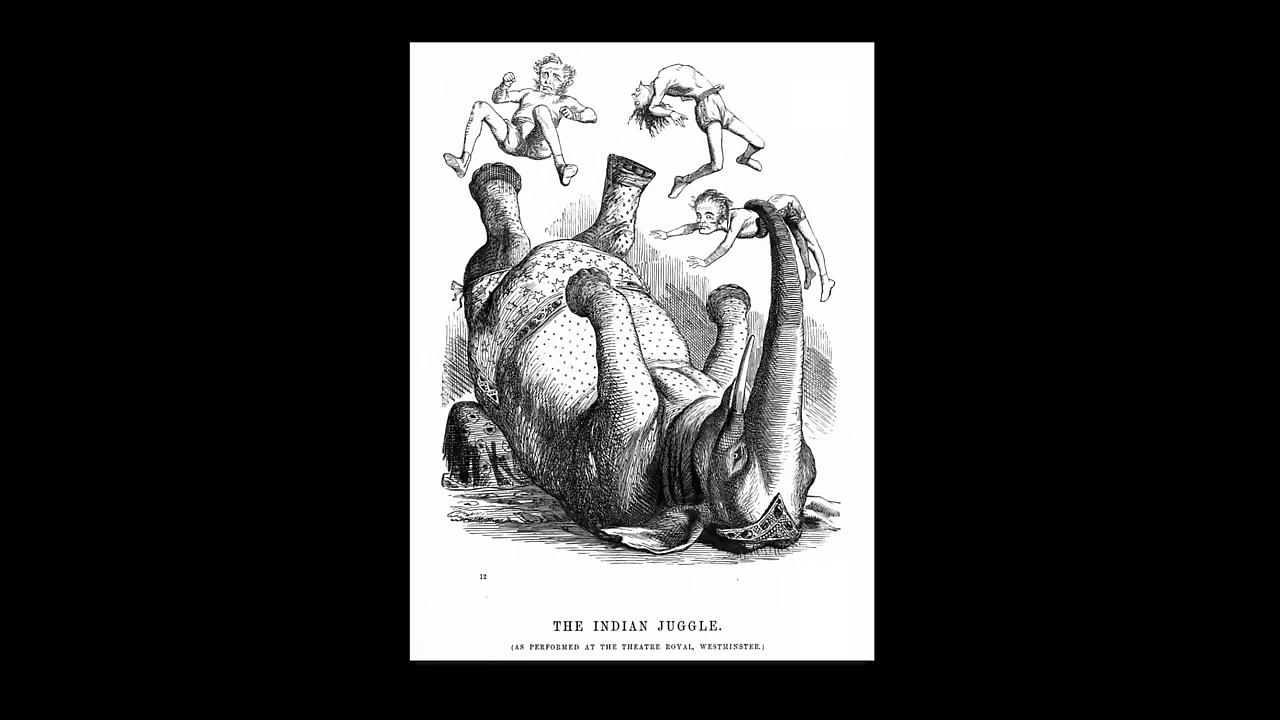 12
THE INDIAN JUGGLE.
(AS PERFORMED AT THE THEATRE ROYAL, WESTMINSTER.)